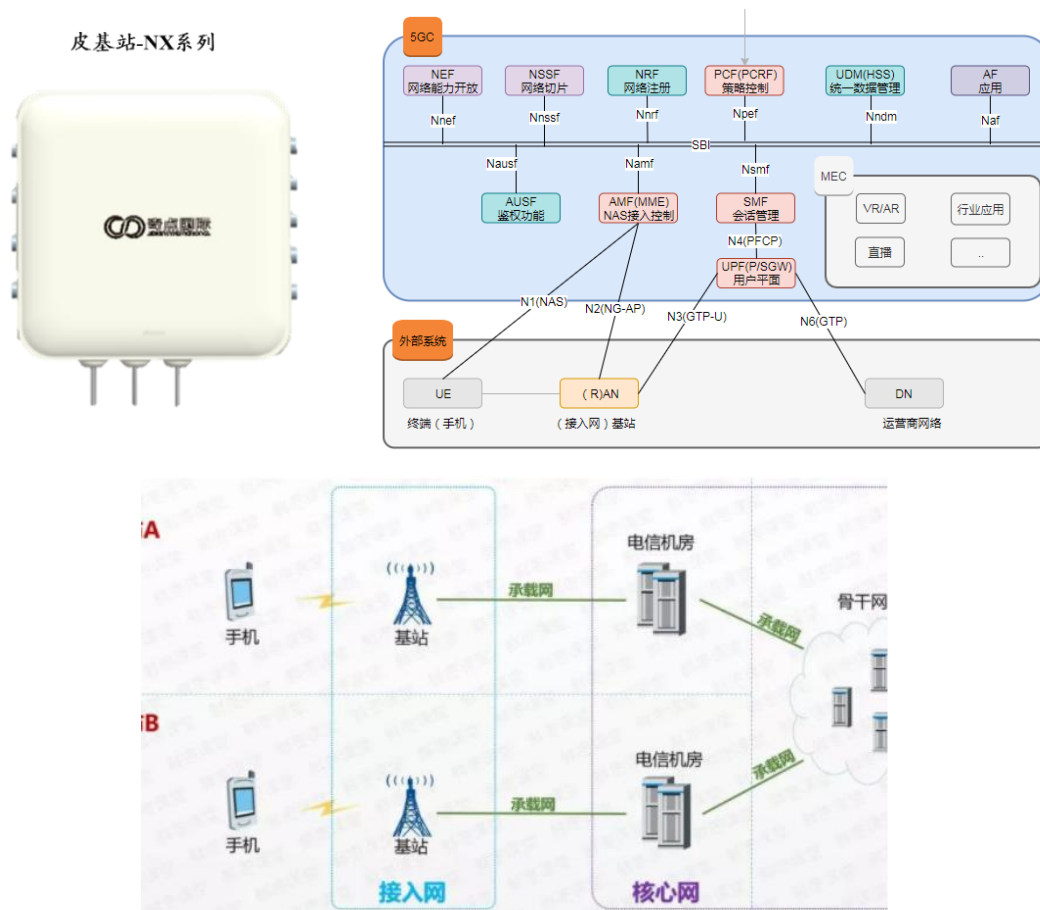 皮基站-NX系列
奇点国际
5GC
NEF
网络能力开放
NSSF
网络切片
NRF
网络注册
PCF(PCRF)
策略控制
UDM(HSS)
统一数据管理
AF
应用
Nnef
Nnssf
Nnrf
Npef
Nndm
Naf
SBI
Nausf
Namf
Nsmf
MEC
AUSF
鉴权功能
AMF(MME)
NAS接入控制
SMF
会话管理
VR/AR
行业应用
N4(PFCP)
直播
..
UPF(P/SGW)
用户平面
N1(NAS)
N2(NG-AP)
N3(GTP-U)
N6(GTP)
外部系统
UE
（R)AN
DN
终端（手机）
（接入网）基站
运营商网络
A
手机
基站
承载网
电信机房
承载网
骨干网
B
手机
基站
承载网
电信机房
承载网
接入网
核心网